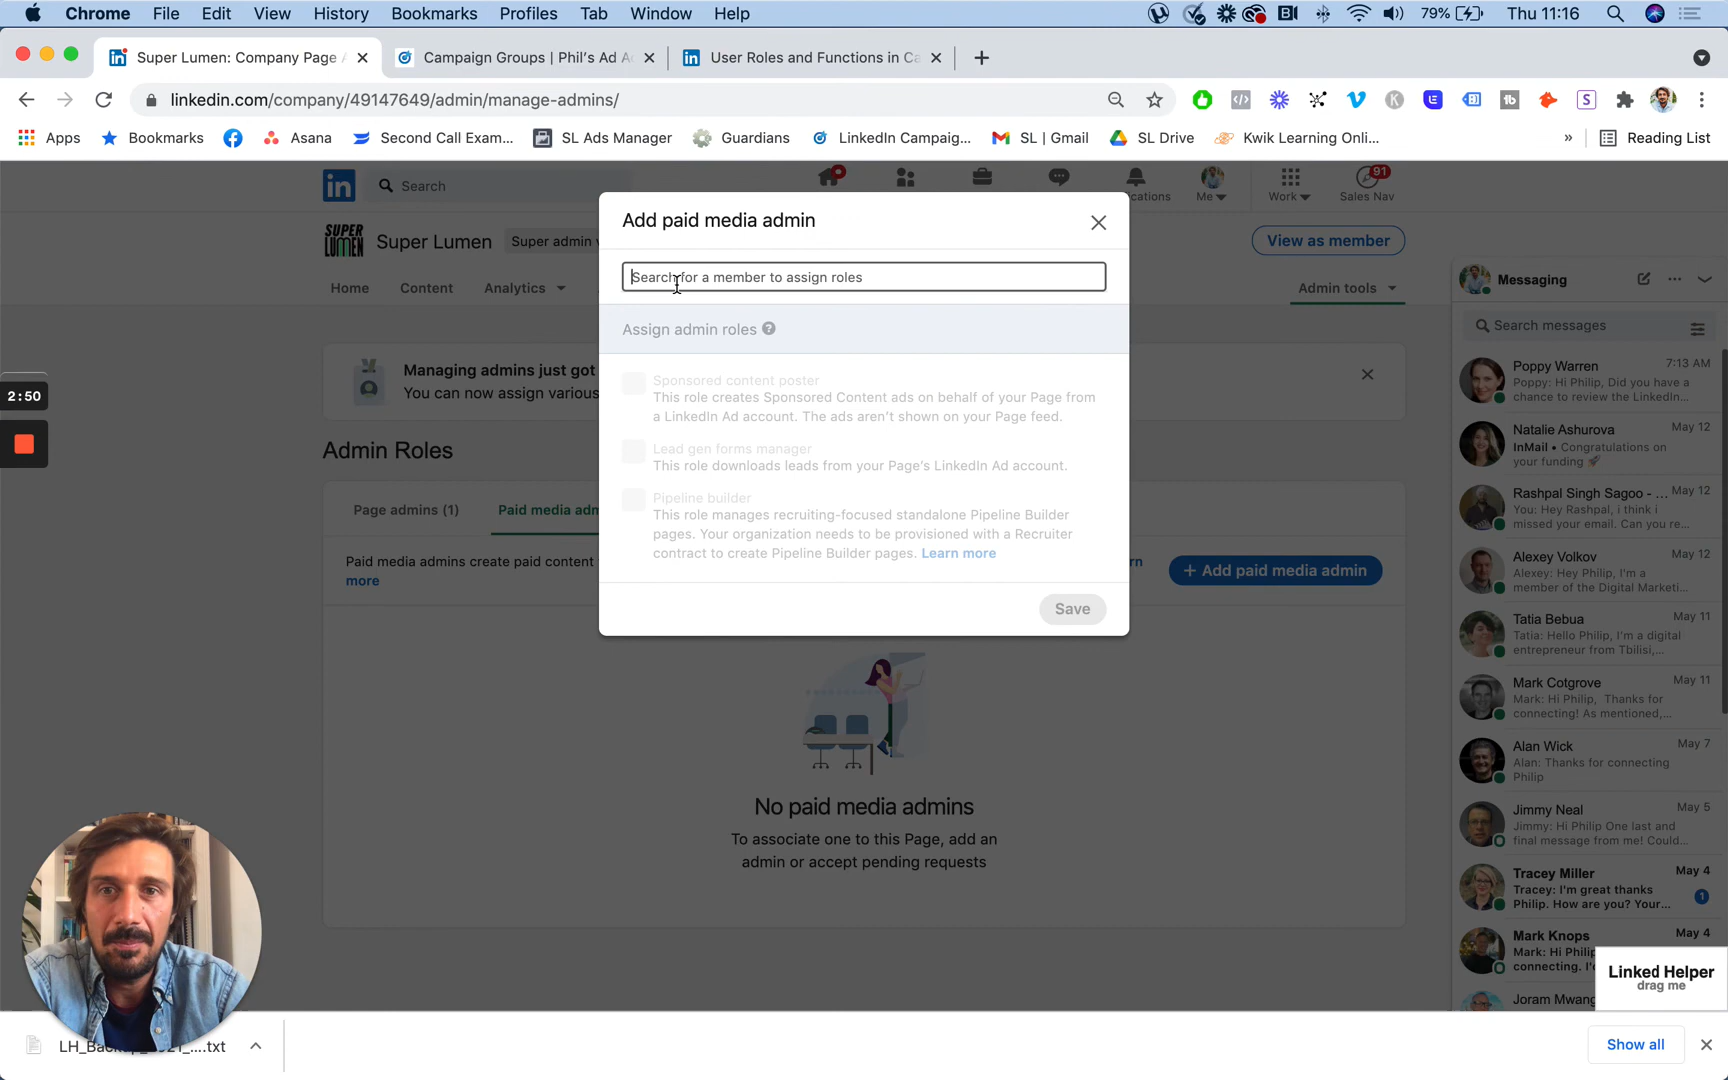 Chrome File Edit View History Bookmarks Profiles Tab Window Help 79% Thu 11:16
Super Lumen: Company Page A
Campaign Groups | Phil's Ad Ac
User Roles and Functions in Ca
linkedin.com/company/49147649/admin/manage-admins/
Apps Bookmarks Asana Second Call Exam... SL Ads Manager Guardians LinkedIn Campaig... SL | Gmail SL Drive Kwik Learning Onli... » Reading List
Search
Me
Work
Sales Nav
91
SUPER
LUMEN
Super Lumen
View as member
Home Content Analytics
Admin tools
Add paid media admin
Search for a member to assign roles
Assign admin roles
Sponsored content poster
This role creates Sponsored Content ads on behalf of your Page from
a LinkedIn Ad account. The ads aren't shown on your Page feed.
Lead gen forms manager
This role downloads leads from your Page's LinkedIn Ad account.
Pipeline builder
This role manages recruiting-focused standalone Pipeline Builder
pages. Your organization needs to be provisioned with a Recruiter
contract to create Pipeline Builder pages. Learn more
Save
2:50
Managing admins just got
You can now assign various
Admin Roles
Page admins (1)
Paid media adm
Paid media admins create paid content
more
+ Add paid media admin
No paid media admins
To associate one to this Page, add an
admin or accept pending requests
Messaging
Search messages
Poppy Warren 7:13 AM
Poppy: Hi Philip, Did you have a
chance to review the LinkedIn...
Natalie Ashurova May 12
InMail • Congratulations on
your funding
Rashpal Singh Sagoo - ... May 12
You: Hey Rashpal, i think i
missed your email. Can you re...
Alexey Volkov May 12
Alexey: Hey Philip, I'm a
member of the Digital Marketi...
Tatia Bebua May 11
Tatia: Hello Philip, I'm a digital
entrepreneur from Tbilisi,...
Mark Cotgrove May 11
Mark: Hi Philip, Thanks for
connecting! As mentioned,...
Alan Wick May 7
Alan: Thanks for connecting
Philip
Jimmy Neal May 5
Jimmy: Hi Philip One last and
final message from me! Could...
Tracey Miller May 4
Tracey: I'm great thanks
Philip. How are you? Your...
1
Mark Knops May 4
Mark: Hi Phili
connecting. I'
Joram Mwang
Linked Helper
drag me
.txt
Show all